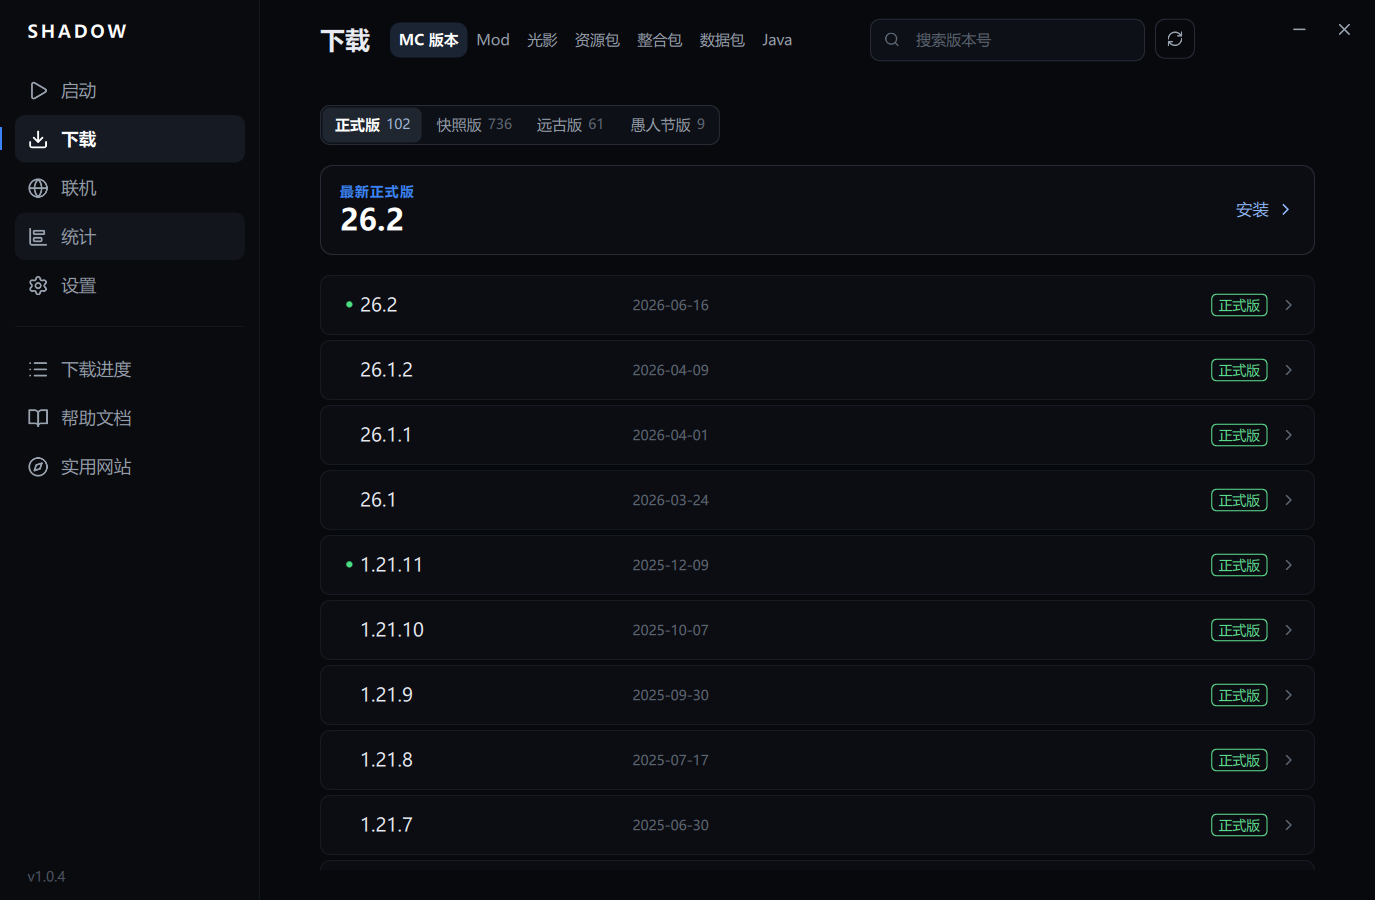 SHADOW
启动
下载
联机
统计
设置
下载进度
帮助文档
实用网站
v1.0.4
下载 MC 版本 Mod 光影 资源包 整合包 数据包 Java 搜索版本号
正式版 102 快照版 736 远古版 61 愚人节版 9
最新正式版
26.2
安装
26.2 2026-06-16 正式版
26.1.2 2026-04-09 正式版
26.1.1 2026-04-01 正式版
26.1 2026-03-24 正式版
1.21.11 2025-12-09 正式版
1.21.10 2025-10-07 正式版
1.21.9 2025-09-30 正式版
1.21.8 2025-07-17 正式版
1.21.7 2025-06-30 正式版